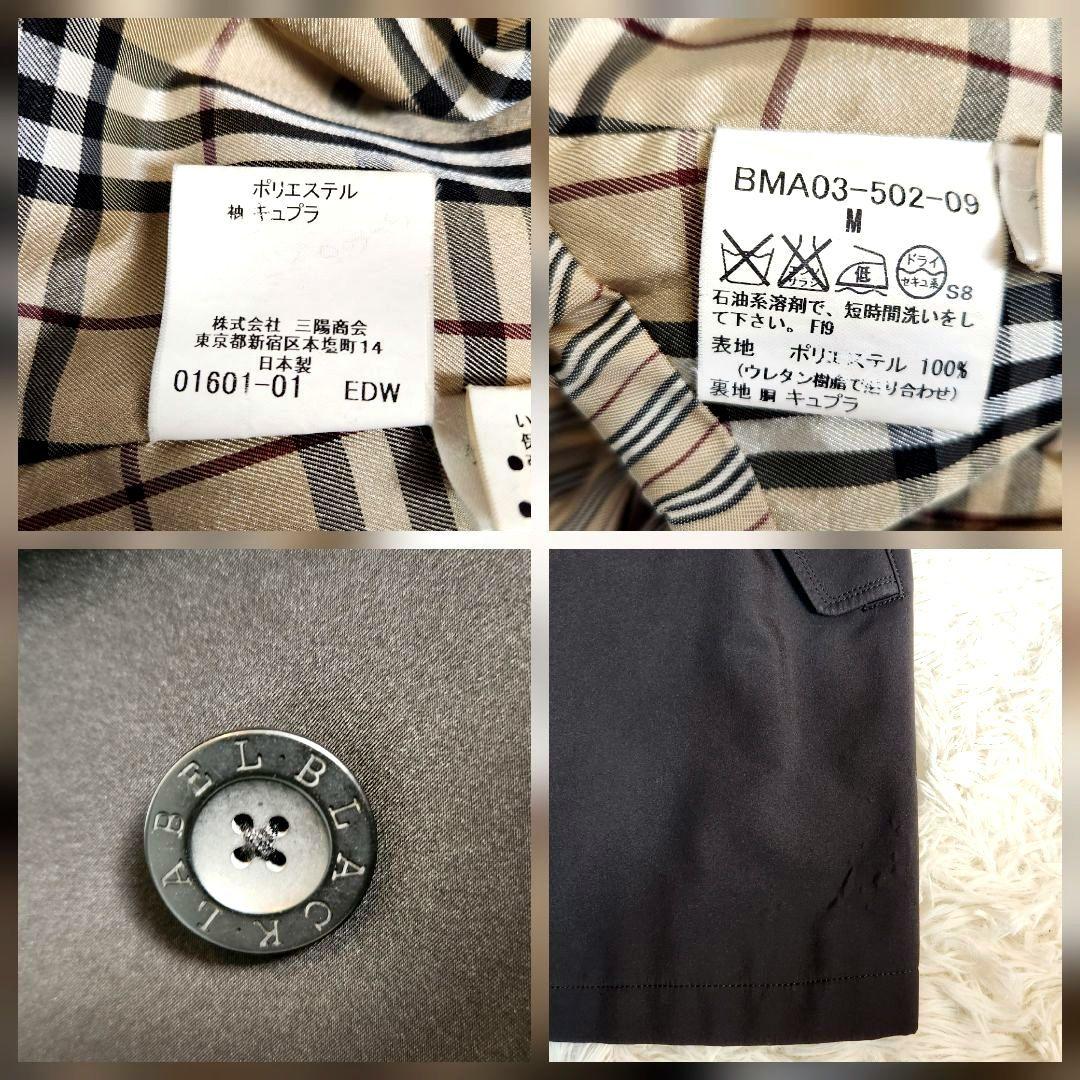 ポリエステル
袖 キュプラ
株式会社 三陽商会
東京都新宿区本塩町14
日本製
01601-01 EDW
BMA03-502-09
M
低
ドライ
セキユ系
S8
石油系溶剤で、短時間洗いをし
て下さい。 F19
表地 ポリエステル 100%
(ウレタン樹脂で張り合わせ)
裏地 胴 キュプラ
BLACK LABEL